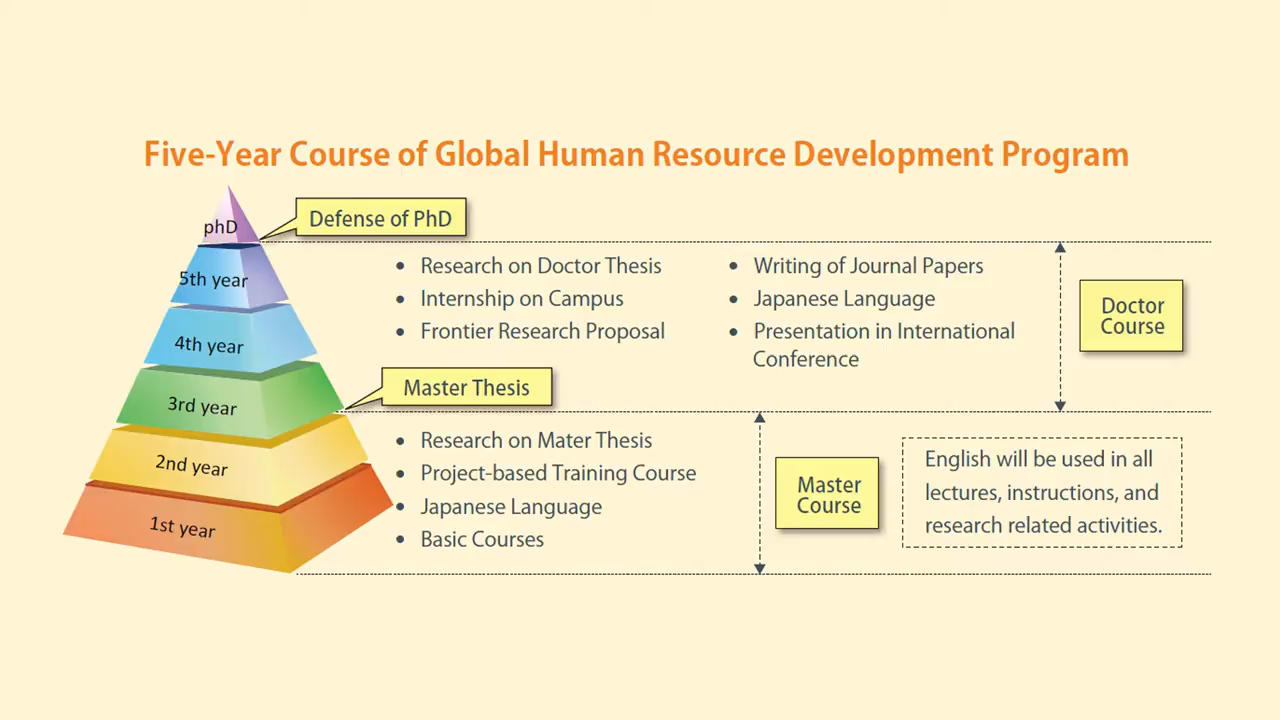 Five-Year Course of Global Human Resource Development Program
phD
Defense of PhD
5th year
4th year
3rd year
2nd year
1st year
• Research on Doctor Thesis
• Internship on Campus
• Frontier Research Proposal
• Writing of Journal Papers
• Japanese Language
• Presentation in International
Conference
Doctor
Course
Master Thesis
• Research on Mater Thesis
• Project-based Training Course
• Japanese Language
• Basic Courses
Master
Course
English will be used in all
lectures, instructions, and
research related activities.